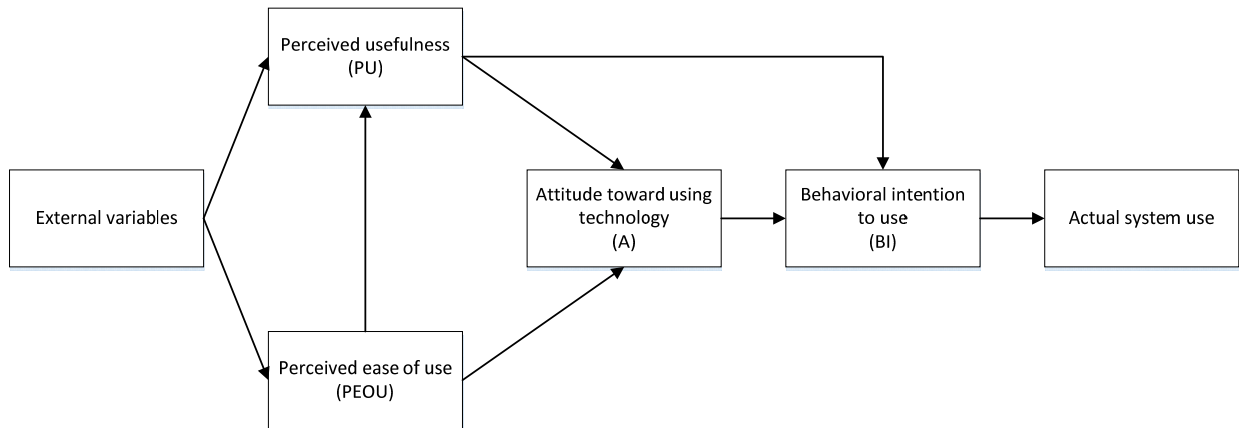 Perceived usefulness
(PU)
External variables
Attitude toward using
technology
(A)
Behavioral intention
to use
(BI)
Actual system use
Perceived ease of use
(PEOU)